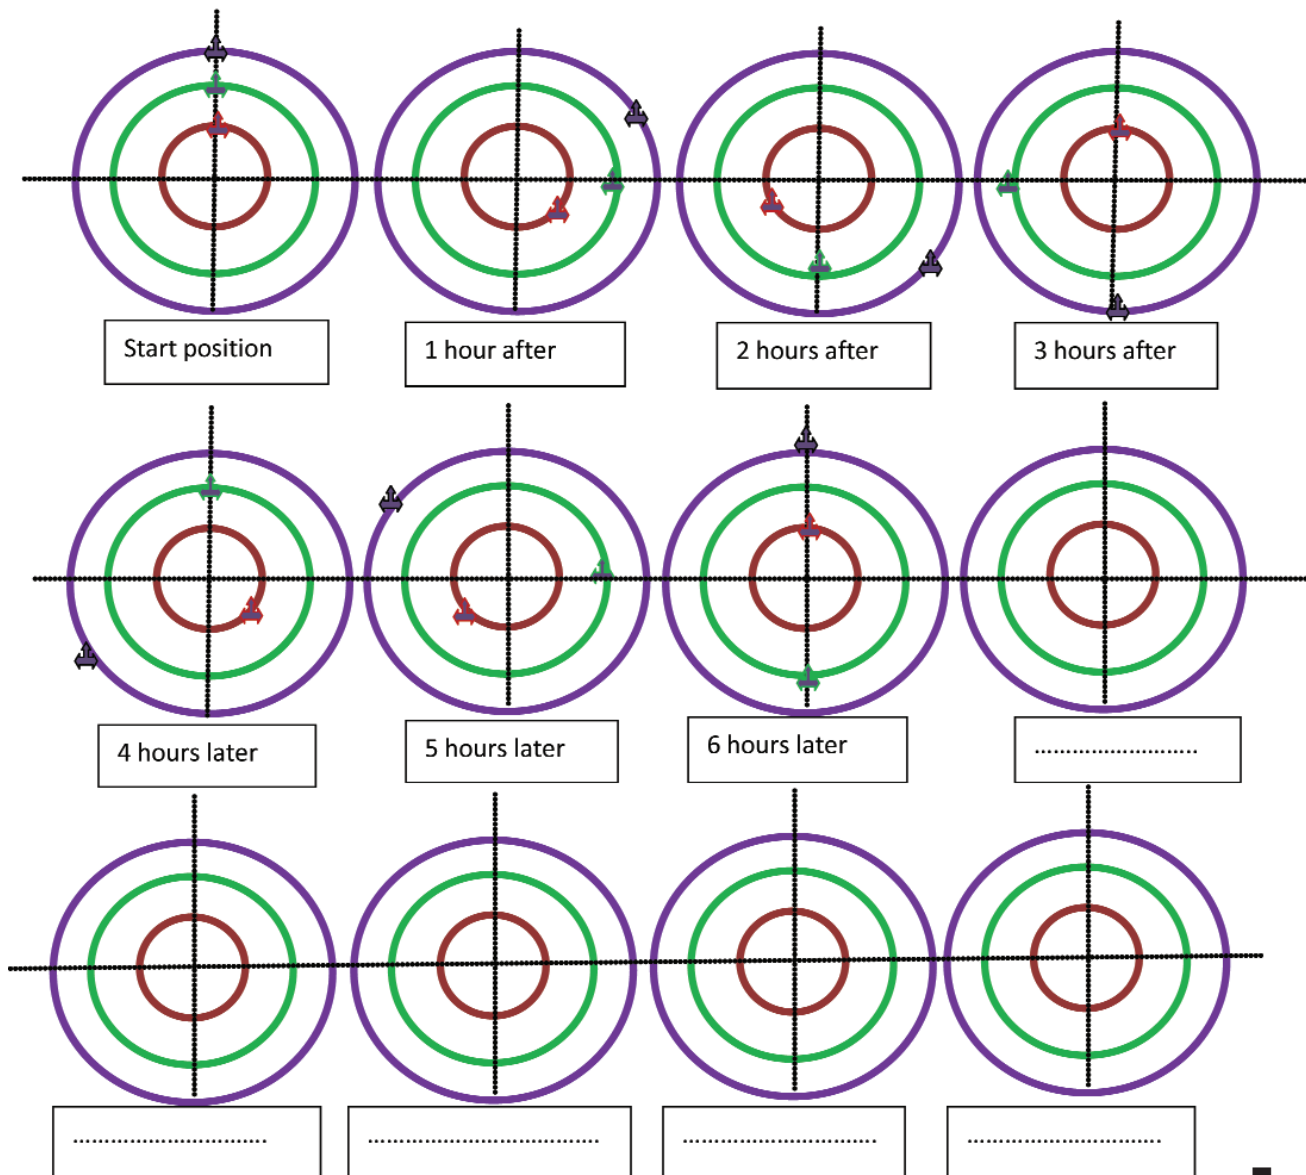 Start position
1 hour after
2 hours after
3 hours after
4 hours later
5 hours later
6 hours later
...........................
................................
......................................
................................
................................